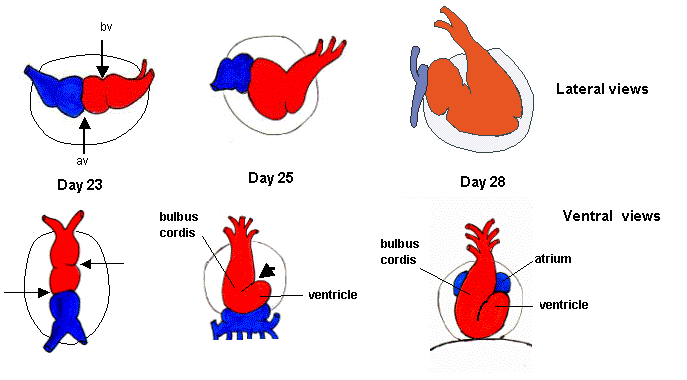 bv
Lateral views
av
Day 23
Day 25
Day 28
Ventral views
bulbus
cordis
ventricle
bulbus
cordis
atrium
ventricle